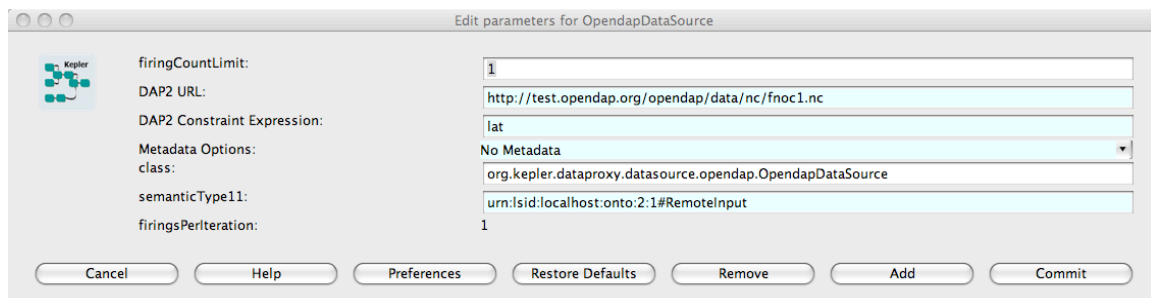 Edit parameters for OpendapDataSource
Kepler
firingCountLimit: 1
DAP2 URL: http://test.opendap.org/opendap/data/nc/fnoc1.nc
DAP2 Constraint Expression: lat
Metadata Options: No Metadata
class: org.kepler.dataproxy.datasource.opendap.OpendapDataSource
semanticType11: urn:lsid:localhost:onto:2:1#RemoteInput
firingsPerIteration: 1
Cancel Help Preferences Restore Defaults Remove Add Commit